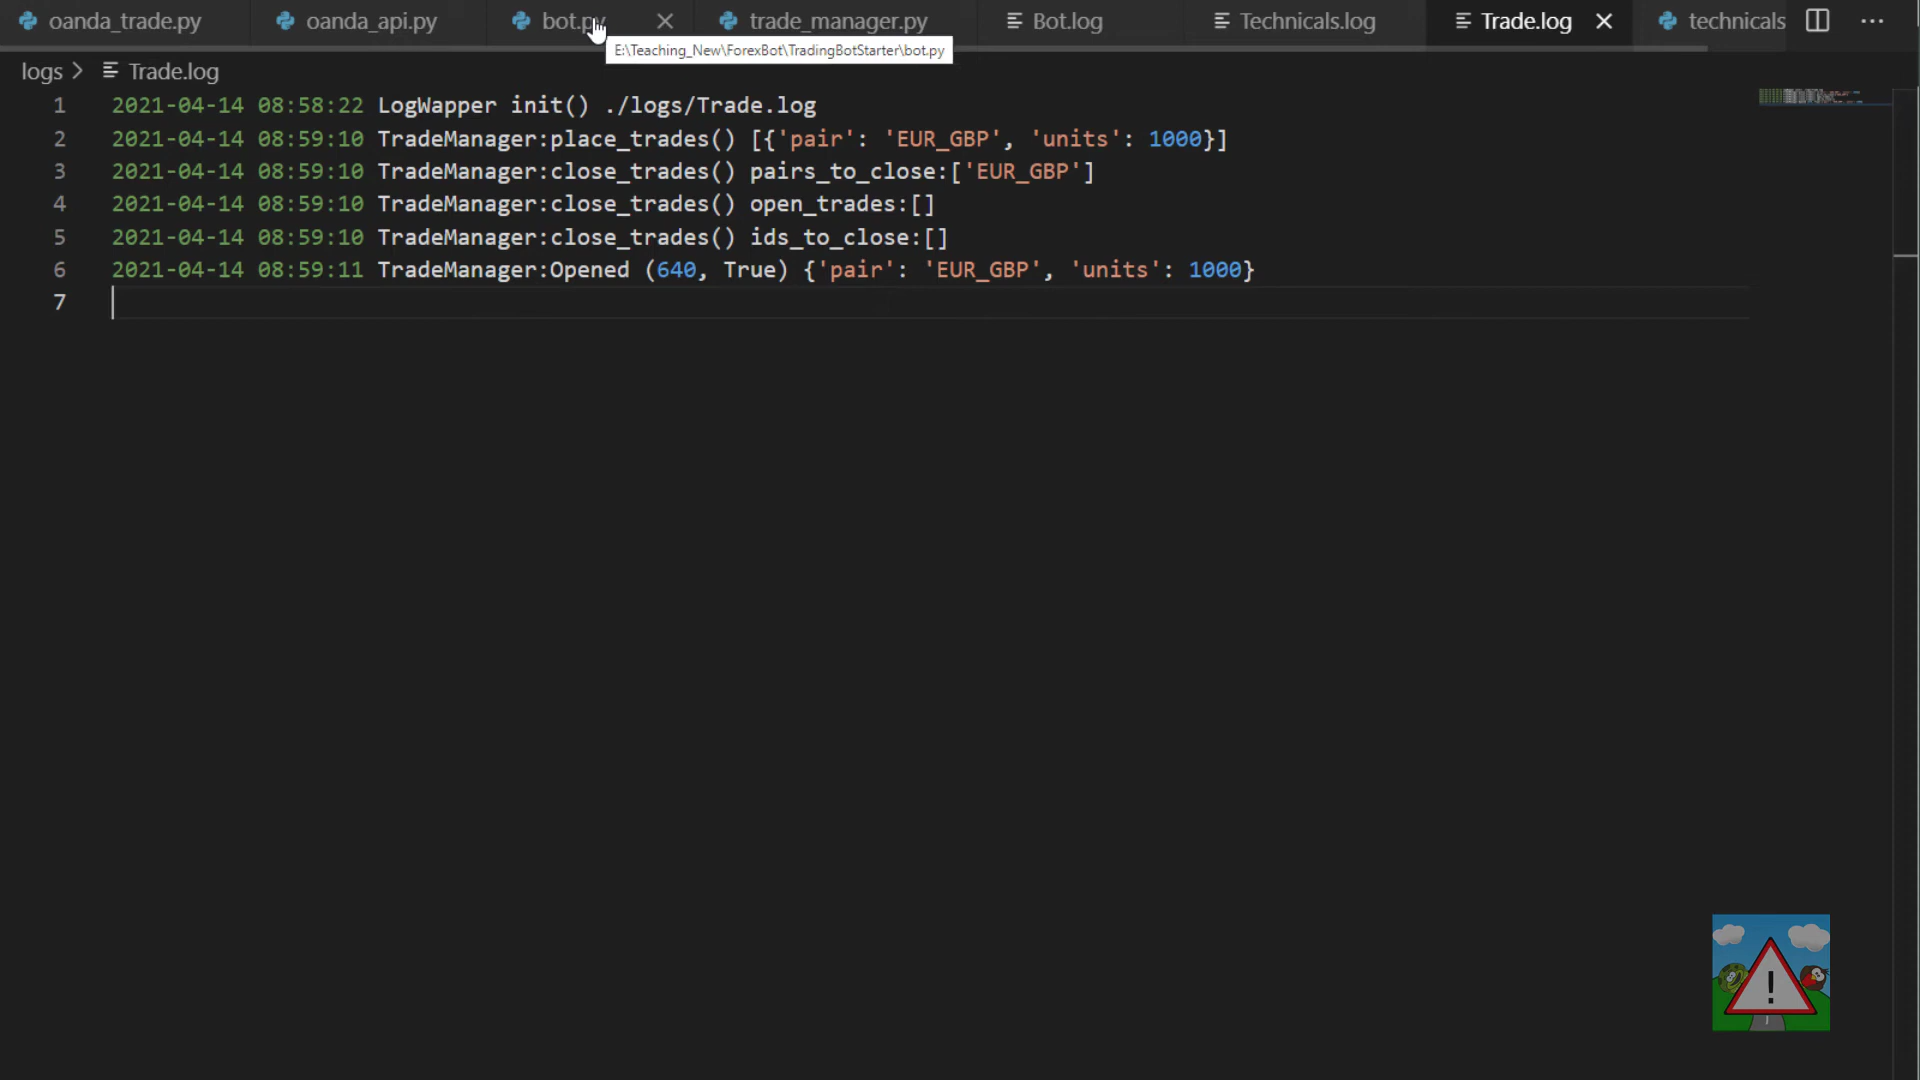 oanda_trade.py oanda_api.py bot.py trade_manager.py Bot.log Technicals.log Trade.log technicals
E:\Teaching_New\ForexBot\TradingBotStarter\bot.py
logs > Trade.log
1 2021-04-14 08:58:22 LogWapper init() ./logs/Trade.log
2 2021-04-14 08:59:10 TradeManager:place_trades() [{'pair': 'EUR_GBP', 'units': 1000}]
3 2021-04-14 08:59:10 TradeManager:close_trades() pairs_to_close:['EUR_GBP']
4 2021-04-14 08:59:10 TradeManager:close_trades() open_trades:[]
5 2021-04-14 08:59:10 TradeManager:close_trades() ids_to_close:[]
6 2021-04-14 08:59:11 TradeManager:Opened (640, True) {'pair': 'EUR_GBP', 'units': 1000}
7
!